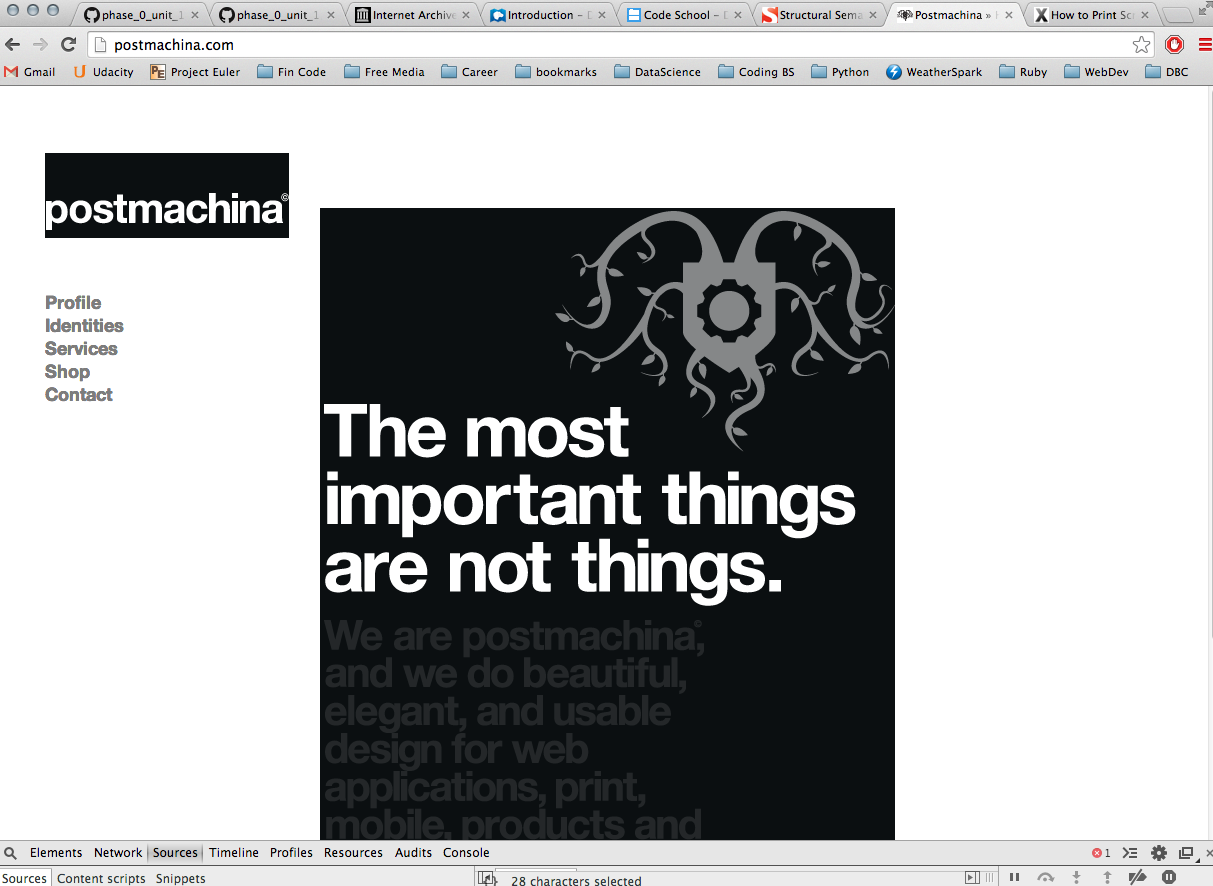 phase_0_unit_1
phase_0_unit_1
Internet Archive
Introduction – D
Code School – D
Structural Sema
Postmachina »
How to Print Scr
postmachina.com
Gmail
Udacity
Project Euler
Fin Code
Free Media
Career
bookmarks
DataScience
Coding BS
Python
WeatherSpark
Ruby
WebDev
DBC
postmachina©
Profile
Identities
Services
Shop
Contact
The most
important things
are not things.
We are postmachina©,
and we do beautiful,
elegant, and usable
design for web
applications, print,
mobile, products and
Elements Network Sources Timeline Profiles Resources Audits Console
1
Sources Content scripts Snippets
28 characters selected